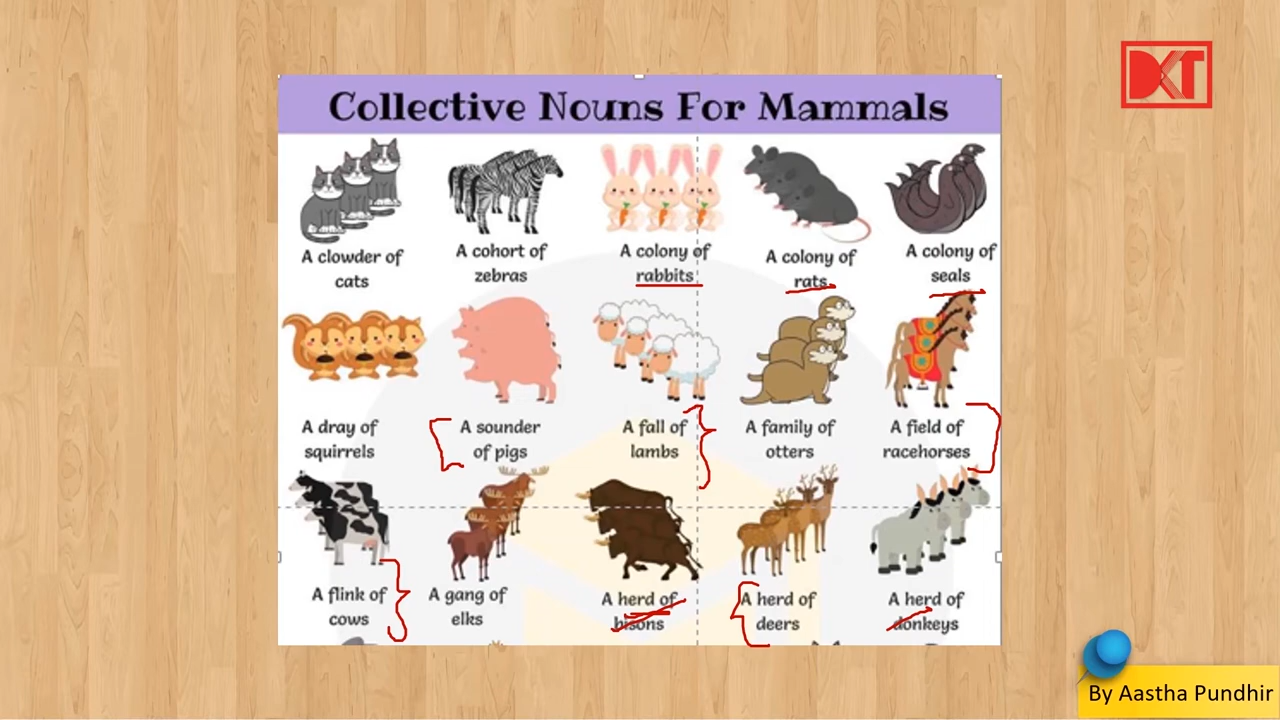 DKT
Collective Nouns For Mammals
A clowder of
cats
A cohort of
zebras
A colony of
rabbits
A colony of
rats
A colony of
seals
A dray of
squirrels
A sounder
of pigs
A fall of
lambs
A family of
otters
A field of
racehorses
A flink of
cows
A gang of
elks
A herd of
bisons
A herd of
deers
A herd of
donkeys
By Aastha Pundhir